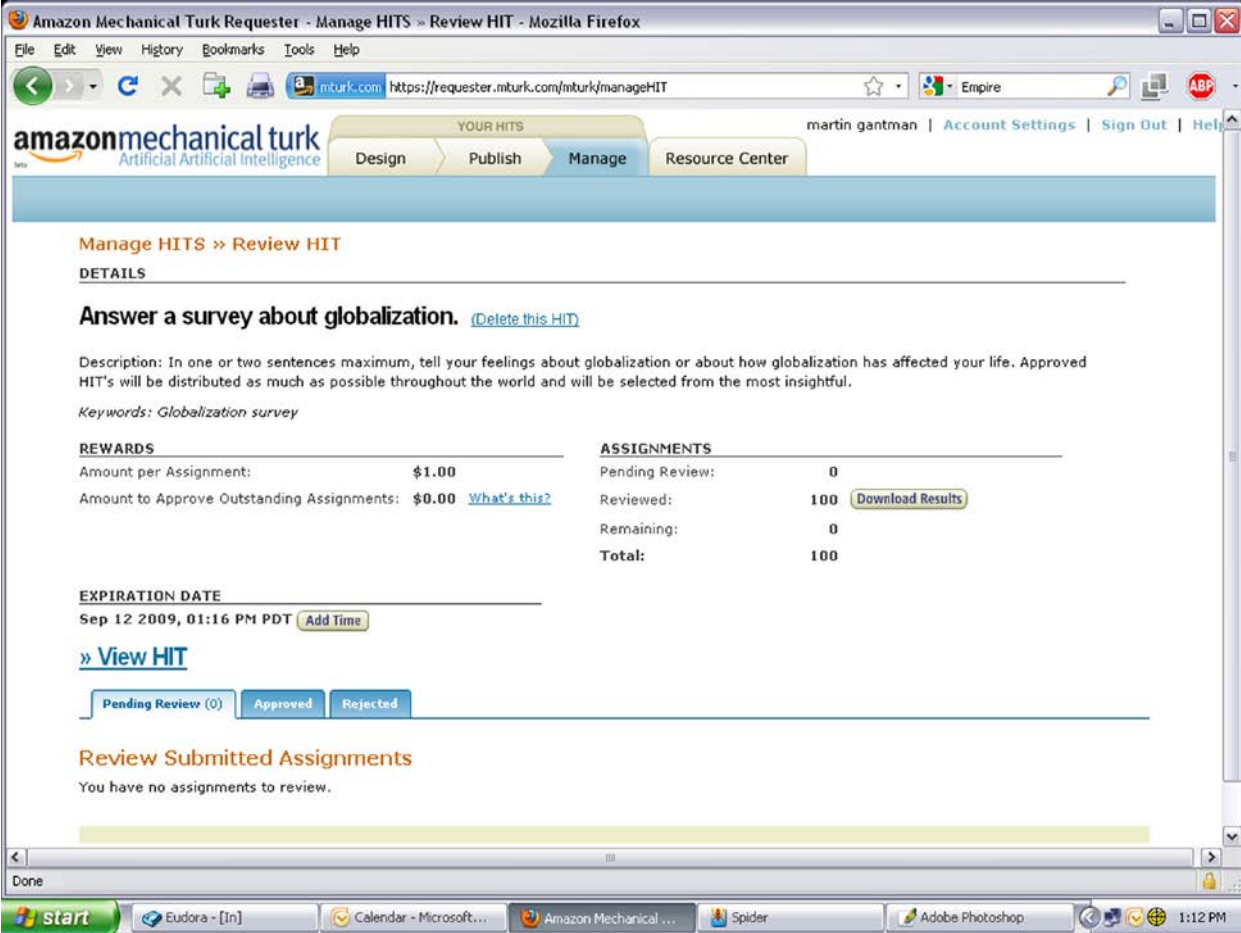 Amazon Mechanical Turk Requester - Manage HITS » Review HIT - Mozilla Firefox
File Edit View History Bookmarks Tools Help
mturk.com https://requester.mturk.com/mturk/manageHIT Empire ABP
martin gantman | Account Settings | Sign Out | Help
amazonmechanical turk
beta Artificial Artificial Intelligence
YOUR HITS
Design Publish Manage Resource Center
Manage HITS » Review HIT
DETAILS
Answer a survey about globalization. (Delete this HIT)
Description: In one or two sentences maximum, tell your feelings about globalization or about how globalization has affected your life. Approved
HIT's will be distributed as much as possible throughout the world and will be selected from the most insightful.
Keywords: Globalization survey
REWARDS
Amount per Assignment: $1.00
Amount to Approve Outstanding Assignments: $0.00 What's this?
ASSIGNMENTS
Pending Review: 0
Reviewed: 100 Download Results
Remaining: 0
Total: 100
EXPIRATION DATE
Sep 12 2009, 01:16 PM PDT Add Time
» View HIT
Pending Review (0) Approved Rejected
Review Submitted Assignments
You have no assignments to review.
Done
start Eudora - [In] Calendar - Microsoft... Amazon Mechanical ... Spider Adobe Photoshop 1:12 PM